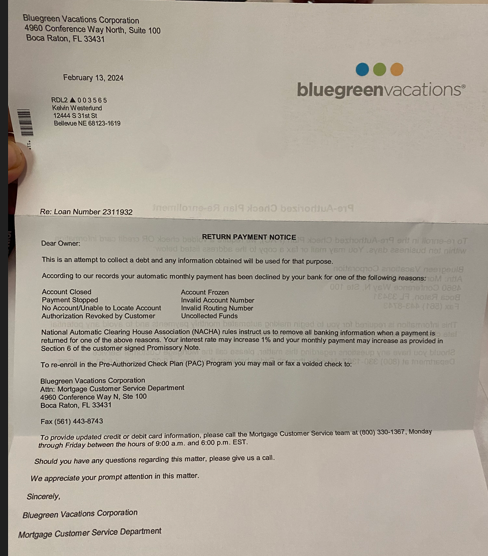 Bluegreen Vacations Corporation
4960 Conference Way North, Suite 100
Boca Raton, FL 33431
February 13, 2024
bluegreenvacations®
RDL2 ▲ 003565
Kelvin Westerlund
12444 S 31st St
Bellevue NE 68123-1619
Re: Loan Number 2311932
RETURN PAYMENT NOTICE
Dear Owner:
This is an attempt to collect a debt and any information obtained will be used for that purpose.
According to our records your automatic monthly payment has been declined by your bank for one of the following reasons:
Account Closed Account Frozen
Payment Stopped Invalid Account Number
No Account/Unable to Locate Account Invalid Routing Number
Authorization Revoked by Customer Uncollected Funds
National Automatic Clearing House Association (NACHA) rules instruct us to remove all banking information when a payment is
returned for one of the above reasons. Your interest rate may increase 1% and your monthly payment may increase as provided in
Section 6 of the customer signed Promissory Note.
To re-enroll in the Pre-Authorized Check Plan (PAC) Program you may mail or fax a voided check to:
Bluegreen Vacations Corporation
Attn: Mortgage Customer Service Department
4960 Conference Way N, Ste 100
Boca Raton, FL 33431
Fax (561) 443-8743
To provide updated credit or debit card information, please call the Mortgage Customer Service team at (800) 330-1367, Monday
through Friday between the hours of 9:00 a.m. and 6:00 p.m. EST.
Should you have any questions regarding this matter, please give us a call.
We appreciate your prompt attention in this matter.
Sincerely,
Bluegreen Vacations Corporation
Mortgage Customer Service Department